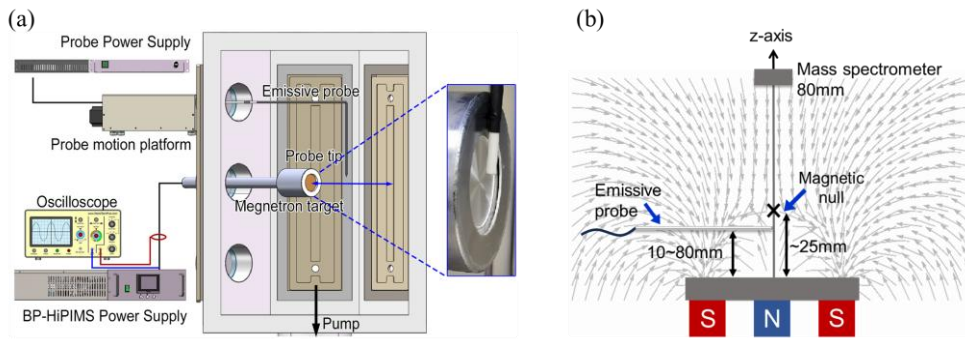 (a)
Probe Power Supply
Emissive probe
Probe motion platform
Probe tip
Oscilloscope
Megnetron target
BP-HiPIMS Power Supply
Pump
(b)
z-axis
Mass spectrometer
80mm
Emissive
probe
Magnetic
null
10~80mm
~25mm
S
N
S